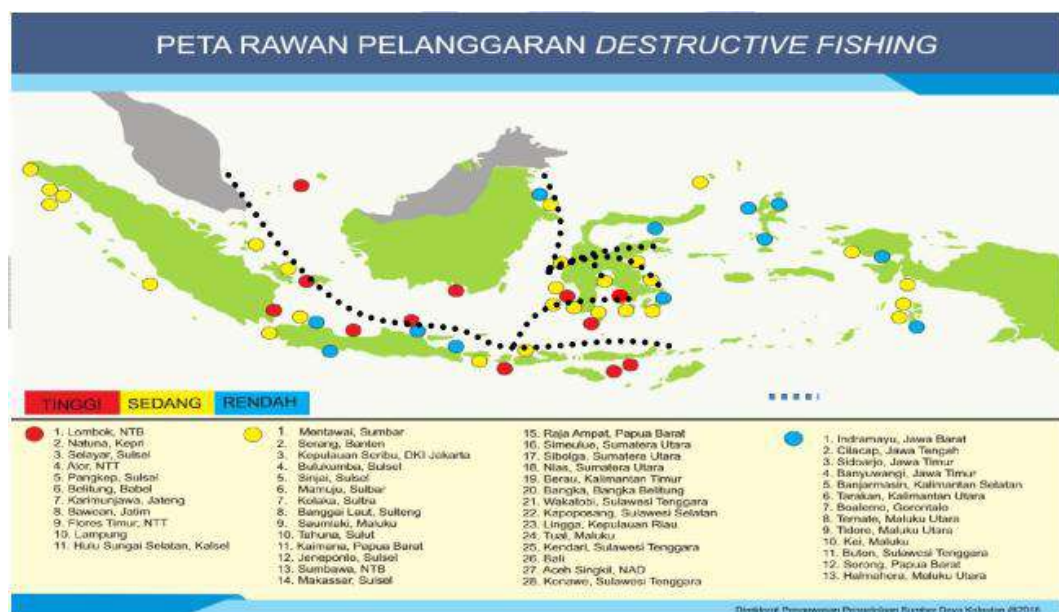 PETA RAWAN PELANGGARAN DESTRUCTIVE FISHING
TINGGI SEDANG RENDAH
1. Lombok, NTB
2. Natuna, Kepri
3. Selayar, Sulsel
4. Alor, NTT
5. Pangkep, Sulsel
6. Belitung, Babel
7. Karimunjawa, Jateng
8. Bawean, Jatim
9. Flores Timur, NTT
10. Lampung
11. Hulu Sungai Selatan, Kalsel
1 Mentawai, Sumbar
2. Serang, Banten
3. Kepulauan Seribu, DKI Jakarta
4. Bulukumba, Sulsel
5. Sinjai, Sulsel
6. Mamuju, Sulbar
7. Kolaka, Sultra
8. Banggai Laut, Sulteng
9. Saumlaki, Maluku
10. Tahuna, Sulut
11. Kaimana, Papua Barat
12. Jeneponto, Sulsel
13. Sumbawa, NTB
14. Makassar, Sulsel
15. Raja Ampat, Papua Barat
16. Simeulue, Sumatera Utara
17. Sibolga, Sumatera Utara
18. Nias, Sumatera Utara
19. Berau, Kalimantan Timur
20. Bangka, Bangka Belitung
21. Wakatobi, Sulawesi Tenggara
22. Kapoposang, Sulawesi Selatan
23. Lingga, Kepulauan Riau
24. Tual, Maluku
25. Kendari, Sulawesi Tenggara
26. Bali
27. Aceh Singkil, NAD
28. Konawe, Sulawesi Tenggara
1. Indramayu, Jawa Barat
2. Cilacap, Jawa Tengah
3. Sidoarjo, Jawa Timur
4. Banyuwangi, Jawa Timur
5. Banjarmasin, Kalimantan Selatan
6. Tarakan, Kalimantan Utara
7. Boalemo, Gorontalo
8. Ternate, Maluku Utara
9. Tidore, Maluku Utara
10. Kei, Maluku
11. Buton, Sulawesi Tenggara
12. Sorong, Papua Barat
13. Halmahera, Maluku Utara
Direktorat Pengawasan Pengelolaan Sumber Daya Kelautan @2016